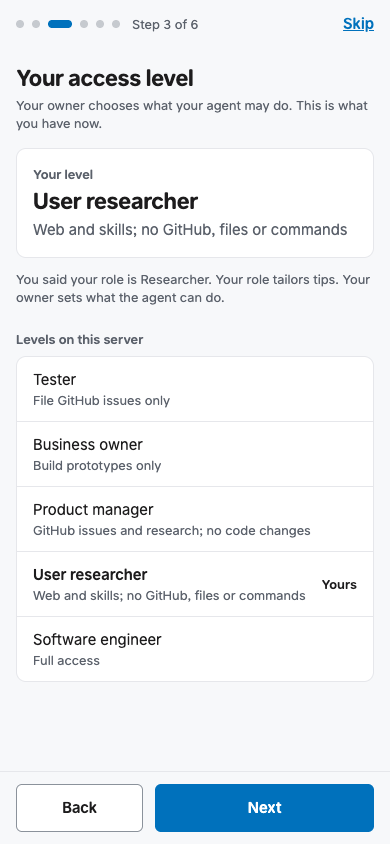 Step 3 of 6
Skip
Your access level
Your owner chooses what your agent may do. This is what
you have now.
Your level
User researcher
Web and skills; no GitHub, files or commands
You said your role is Researcher. Your role tailors tips. Your
owner sets what the agent can do.
Levels on this server
Tester
File GitHub issues only
Business owner
Build prototypes only
Product manager
GitHub issues and research; no code changes
User researcher
Web and skills; no GitHub, files or commands
Yours
Software engineer
Full access
Back
Next